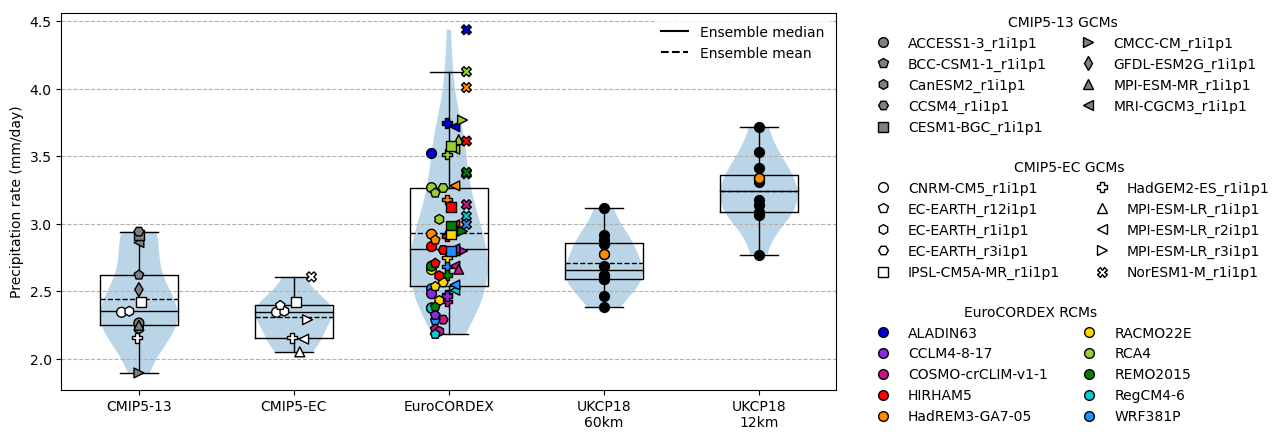 4.5
4.0
3.5
3.0
2.5
2.0
Precipitation rate (mm/day)
Ensemble median
Ensemble mean
CMIP5-13
CMIP5-EC
EuroCORDEX
UKCP18
60km
UKCP18
12km
CMIP5-13 GCMs
ACCESS1-3_r1i1p1
BCC-CSM1-1_r1i1p1
CanESM2_r1i1p1
CCSM4_r1i1p1
CESM1-BGC_r1i1p1
CMCC-CM_r1i1p1
GFDL-ESM2G_r1i1p1
MPI-ESM-MR_r1i1p1
MRI-CGCM3_r1i1p1
CMIP5-EC GCMs
CNRM-CM5_r1i1p1
EC-EARTH_r12i1p1
EC-EARTH_r1i1p1
EC-EARTH_r3i1p1
IPSL-CM5A-MR_r1i1p1
HadGEM2-ES_r1i1p1
MPI-ESM-LR_r1i1p1
MPI-ESM-LR_r2i1p1
MPI-ESM-LR_r3i1p1
NorESM1-M_r1i1p1
EuroCORDEX RCMs
ALADIN63
CCLM4-8-17
COSMO-crCLIM-v1-1
HIRHAM5
HadREM3-GA7-05
RACMO22E
RCA4
REMO2015
RegCM4-6
WRF381P